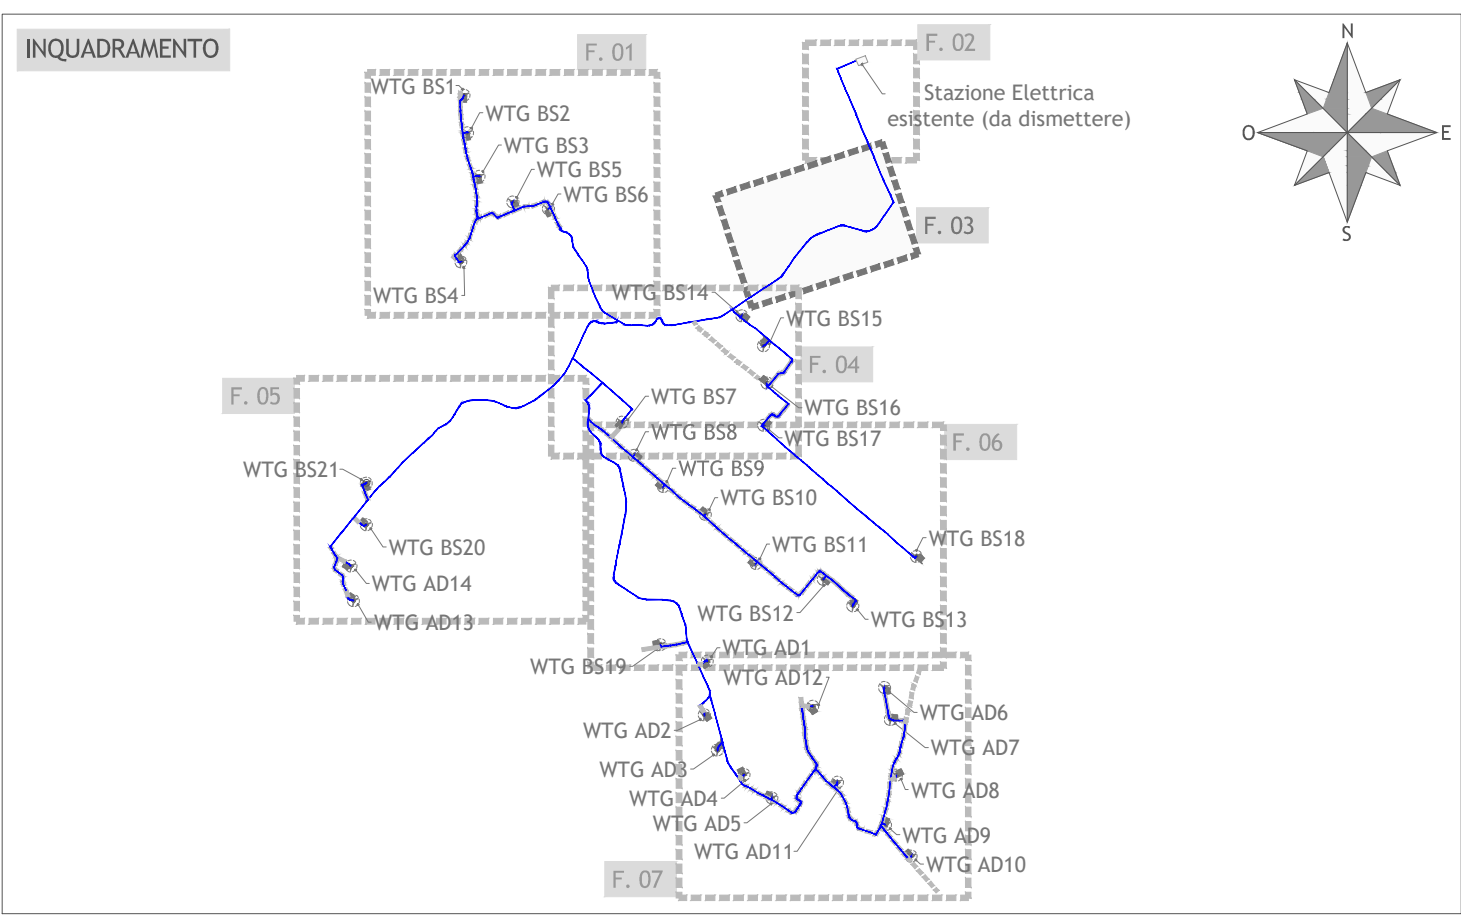 INQUADRAMENTO
F. 01
F. 02
N
WTG BS1
Stazione Elettrica
esistente (da dismettere)
WTG BS2
O
E
WTG BS3
WTG BS5
WTG BS6
F. 03
S
WTG BS4
WTG BS14
WTG BS15
F. 04
F. 05
WTG BS7
WTG BS16
WTG BS8
WTG BS17
F. 06
WTG BS21
WTG BS9
WTG BS10
WTG BS20
WTG BS11
WTG BS18
WTG AD14
WTG BS12
WTG BS13
WTG AD13
WTG AD1
WTG BS19
WTG AD12
WTG AD6
WTG AD2
WTG AD7
WTG AD3
WTG AD8
WTG AD4
WTG AD5
WTG AD9
WTG AD11
WTG AD10
F. 07